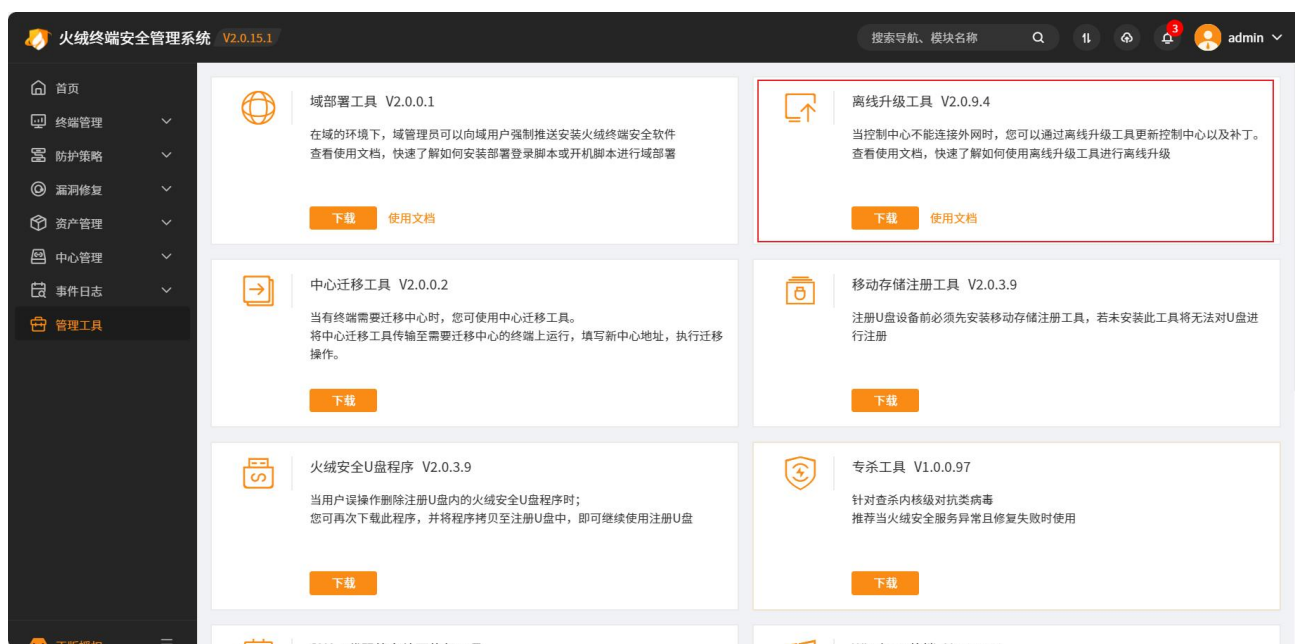 火绒终端安全管理系统 V2.0.15.1
搜索导航、模块名称
3
admin
首页
终端管理
防护策略
漏洞修复
资产管理
中心管理
事件日志
管理工具
域部署工具 V2.0.0.1
在域的环境下，域管理员可以向域用户强制推送安装火绒终端安全软件
查看使用文档，快速了解如何安装部署登录脚本或开机脚本进行域部署
下载 使用文档
离线升级工具 V2.0.9.4
当控制中心不能连接外网时，您可以通过离线升级工具更新控制中心以及补丁。
查看使用文档，快速了解如何使用离线升级工具进行离线升级
下载 使用文档
中心迁移工具 V2.0.0.2
当有终端需要迁移中心时，您可使用中心迁移工具。
将中心迁移工具传输至需要迁移中心的终端上运行，填写新中心地址，执行迁移
操作。
下载
移动存储注册工具 V2.0.3.9
注册U盘设备前必须先安装移动存储注册工具，若未安装此工具将无法对U盘进
行注册
下载
火绒安全U盘程序 V2.0.3.9
当用户误操作删除注册U盘内的火绒安全U盘程序时；
您可再次下载此程序，并将程序拷贝至注册U盘中，即可继续使用注册U盘
下载
专杀工具 V1.0.0.97
针对查杀内核级对抗类病毒
推荐当火绒安全服务异常且修复失败时使用
下载